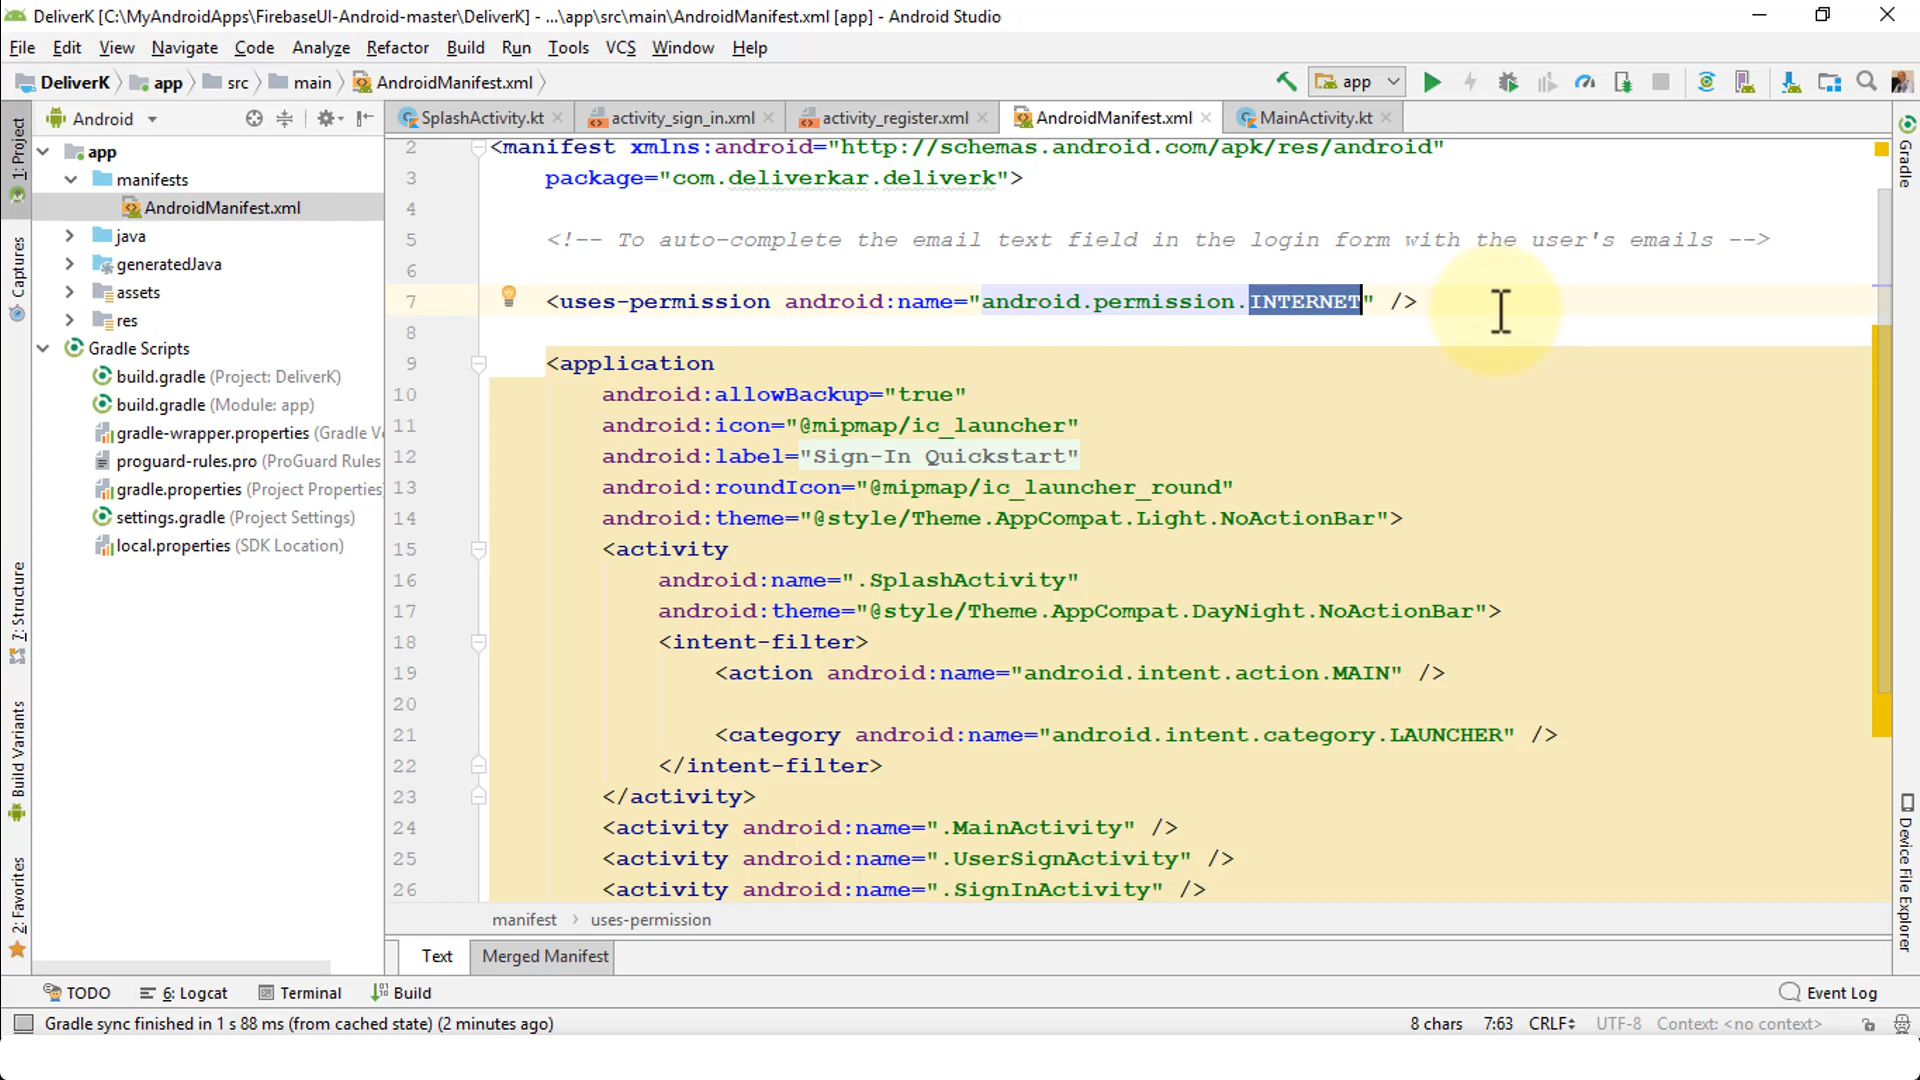 DeliverK [C:\MyAndroidApps\FirebaseUI-Android-master\DeliverK] - ...\app\src\main\AndroidManifest.xml [app] - Android Studio
File Edit View Navigate Code Analyze Refactor Build Run Tools VCS Window Help
DeliverK app src main AndroidManifest.xml app
Android SplashActivity.kt activity_sign_in.xml activity_register.xml AndroidManifest.xml MainActivity.kt
1: Project
Captures
7: Structure
Build Variants
2: Favorites
app
manifests
AndroidManifest.xml
java
generatedJava
assets
res
Gradle Scripts
build.gradle (Project: DeliverK)
build.gradle (Module: app)
gradle-wrapper.properties (Gradle Ve
proguard-rules.pro (ProGuard Rules
gradle.properties (Project Properties
settings.gradle (Project Settings)
local.properties (SDK Location)
2 <manifest xmlns:android="http://schemas.android.com/apk/res/android"
3 package="com.deliverkar.deliverk">
4
5 <!-- To auto-complete the email text field in the login form with the user's emails -->
6
7 <uses-permission android:name="android.permission.INTERNET" />
8
9 <application
10 android:allowBackup="true"
11 android:icon="@mipmap/ic_launcher"
12 android:label="Sign-In Quickstart"
13 android:roundIcon="@mipmap/ic_launcher_round"
14 android:theme="@style/Theme.AppCompat.Light.NoActionBar">
15 <activity
16 android:name=".SplashActivity"
17 android:theme="@style/Theme.AppCompat.DayNight.NoActionBar">
18 <intent-filter>
19 <action android:name="android.intent.action.MAIN" />
20
21 <category android:name="android.intent.category.LAUNCHER" />
22 </intent-filter>
23 </activity>
24 <activity android:name=".MainActivity" />
25 <activity android:name=".UserSignActivity" />
26 <activity android:name=".SignInActivity" />
Gradle
Device File Explorer
manifest uses-permission
Text Merged Manifest
TODO 6: Logcat Terminal Build Event Log
Gradle sync finished in 1 s 88 ms (from cached state) (2 minutes ago) 8 chars 7:63 CRLF UTF-8 Context: <no context>